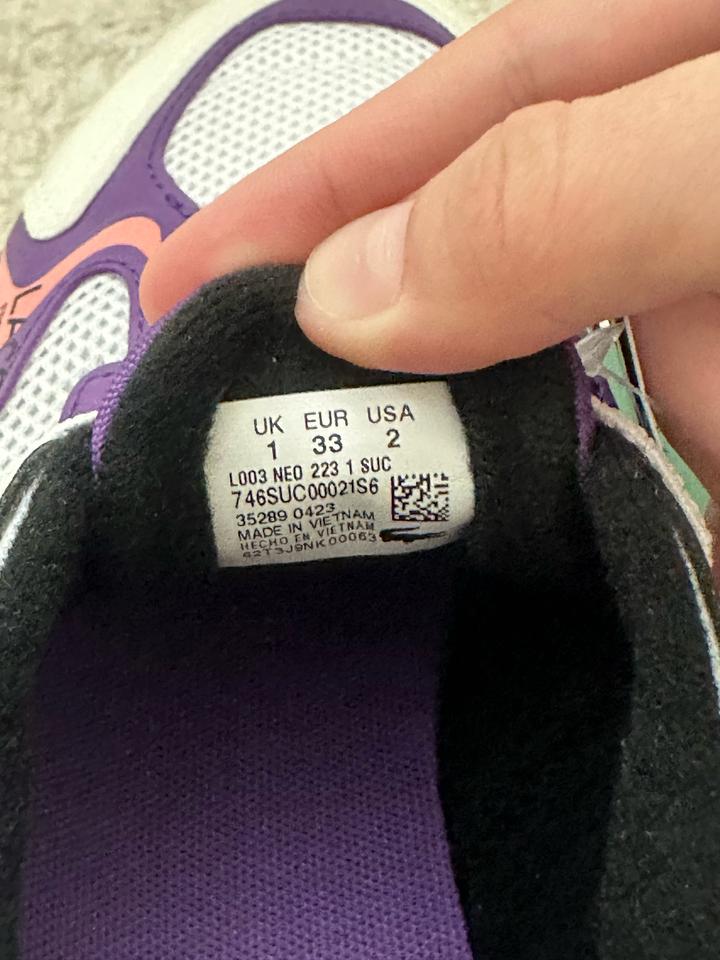 UK EUR USA
1 33 2
L003 NEO 223 1 SUC
746SUC00021S6
35289 0423
MADE IN VIETNAM
HECHO EN VIETNAM
62T3J9NK00063